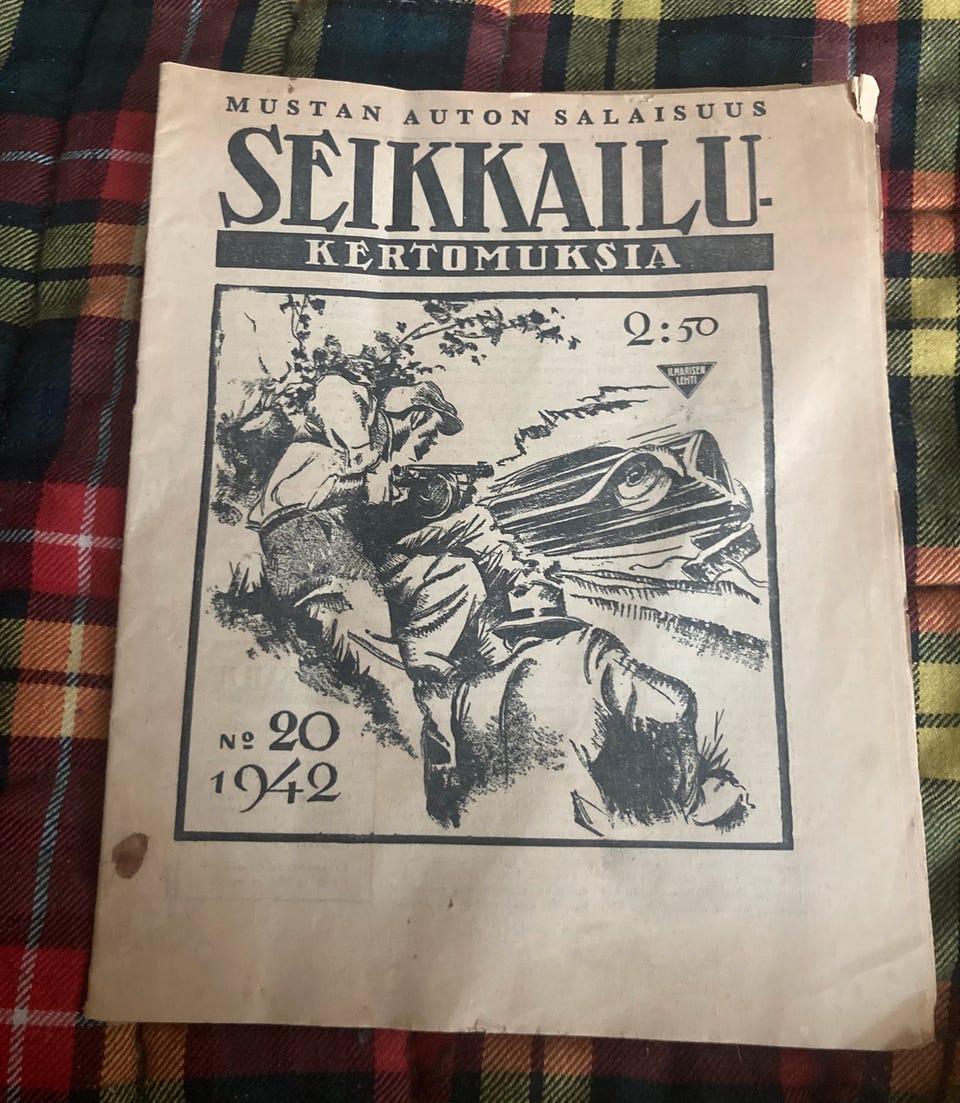 MUSTAN AUTON SALAISUUS
SEIKKAILU-
KERTOMUKSIA
2:50
ILMARISEN
LEHTI
No 20
1942